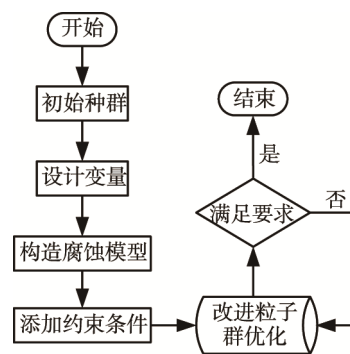 开始
初始种群
设计变量
构造腐蚀模型
添加约束条件
改进粒子
群优化
满足要求
否
是
结束